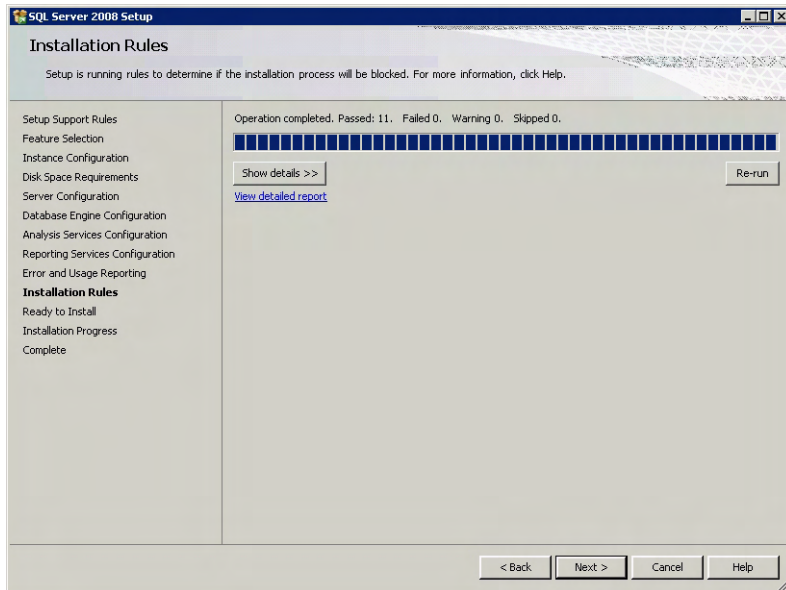 SQL Server 2008 Setup
Installation Rules
Setup is running rules to determine if the installation process will be blocked. For more information, click Help.
Setup Support Rules
Feature Selection
Instance Configuration
Disk Space Requirements
Server Configuration
Database Engine Configuration
Analysis Services Configuration
Reporting Services Configuration
Error and Usage Reporting
Installation Rules
Ready to Install
Installation Progress
Complete
Operation completed. Passed: 11. Failed 0. Warning 0. Skipped 0.
Show details >>
Re-run
View detailed report
< Back
Next >
Cancel
Help